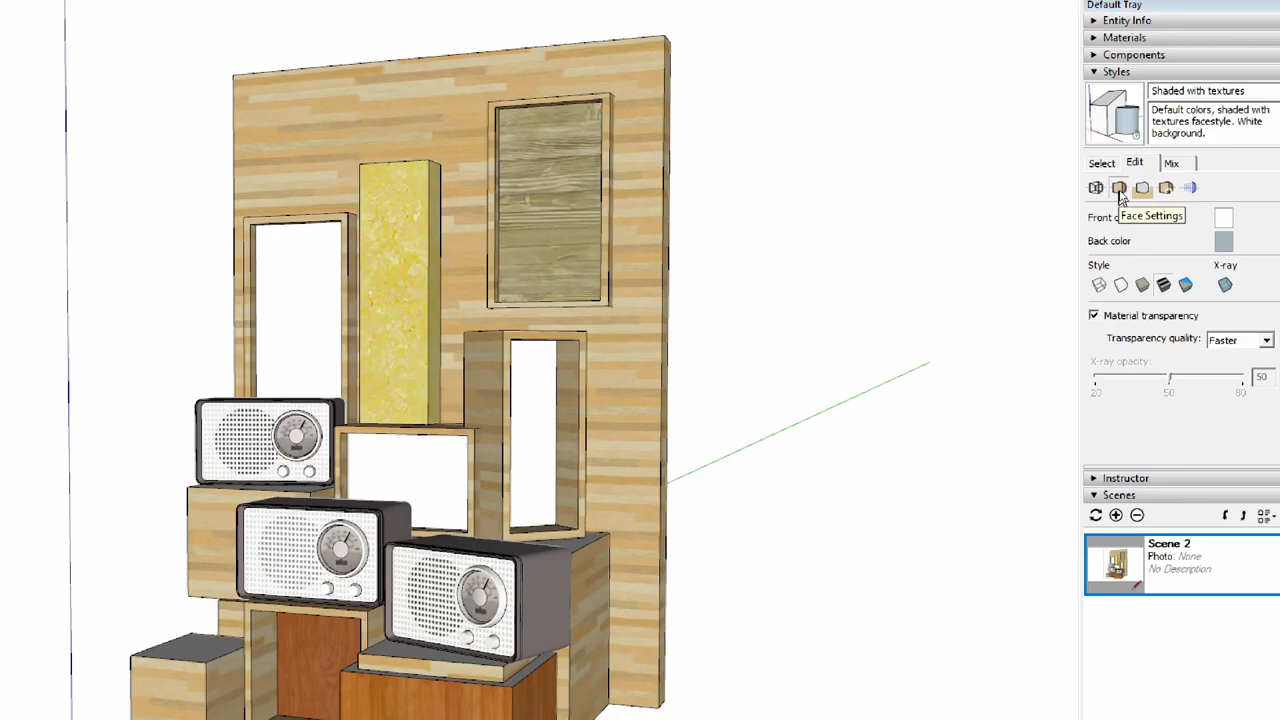 Default Tray
Entity Info
Materials
Components
Styles
Shaded with textures
Default colors, shaded with
textures facestyle. White
background.
Select Edit Mix
Face Settings
Front c
Back color
Style X-ray
Material transparency
Transparency quality: Faster
X-ray opacity: 50
20 50 80
Instructor
Scenes
Scene 2
Photo: None
No Description